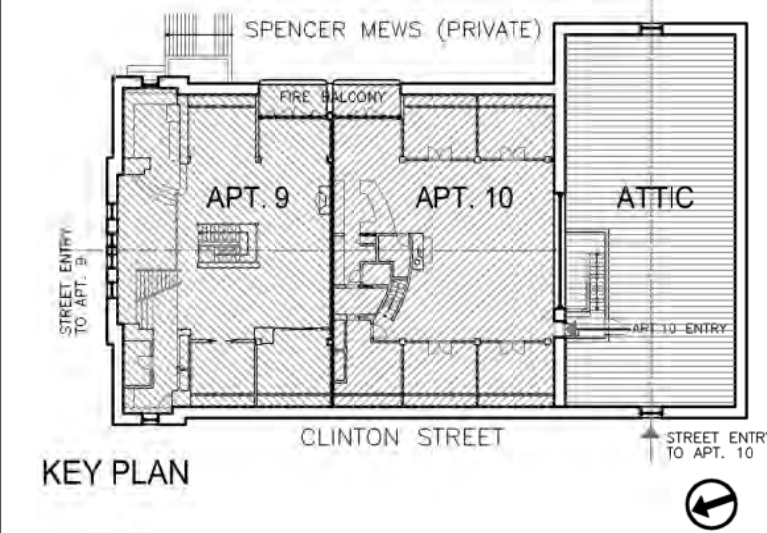 SPENCER MEWS (PRIVATE)
FIRE BALCONY
APT. 9
APT. 10
ATTIC
STREET ENTRY
TO APT. 9
APT 10 ENTRY
CLINTON STREET
STREET ENTRY
TO APT. 10
KEY PLAN